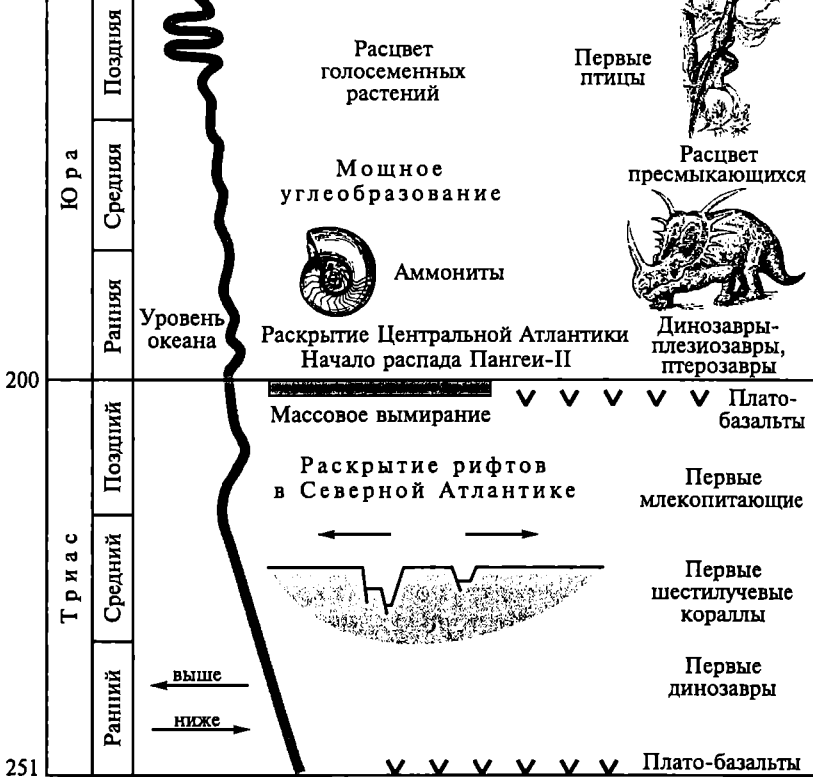 Юра
Поздняя
Расцвет
голосеменных
растений
Первые
птицы
Средняя
Мощное
углеобразование
Расцвет
пресмыкающихся
Ранняя
Аммониты
Уровень
океана
Раскрытие Центральной Атлантики
Начало распада Пангеи-II
Динозавры-
плезиозавры,
птерозавры
200
Триас
Поздний
Массовое вымирание
Плато-
базальты
Раскрытие рифтов
в Северной Атлантике
Первые
млекопитающие
Средний
Первые
шестилучевые
кораллы
Ранний
выше
ниже
Первые
динозавры
251
Плато-базальты